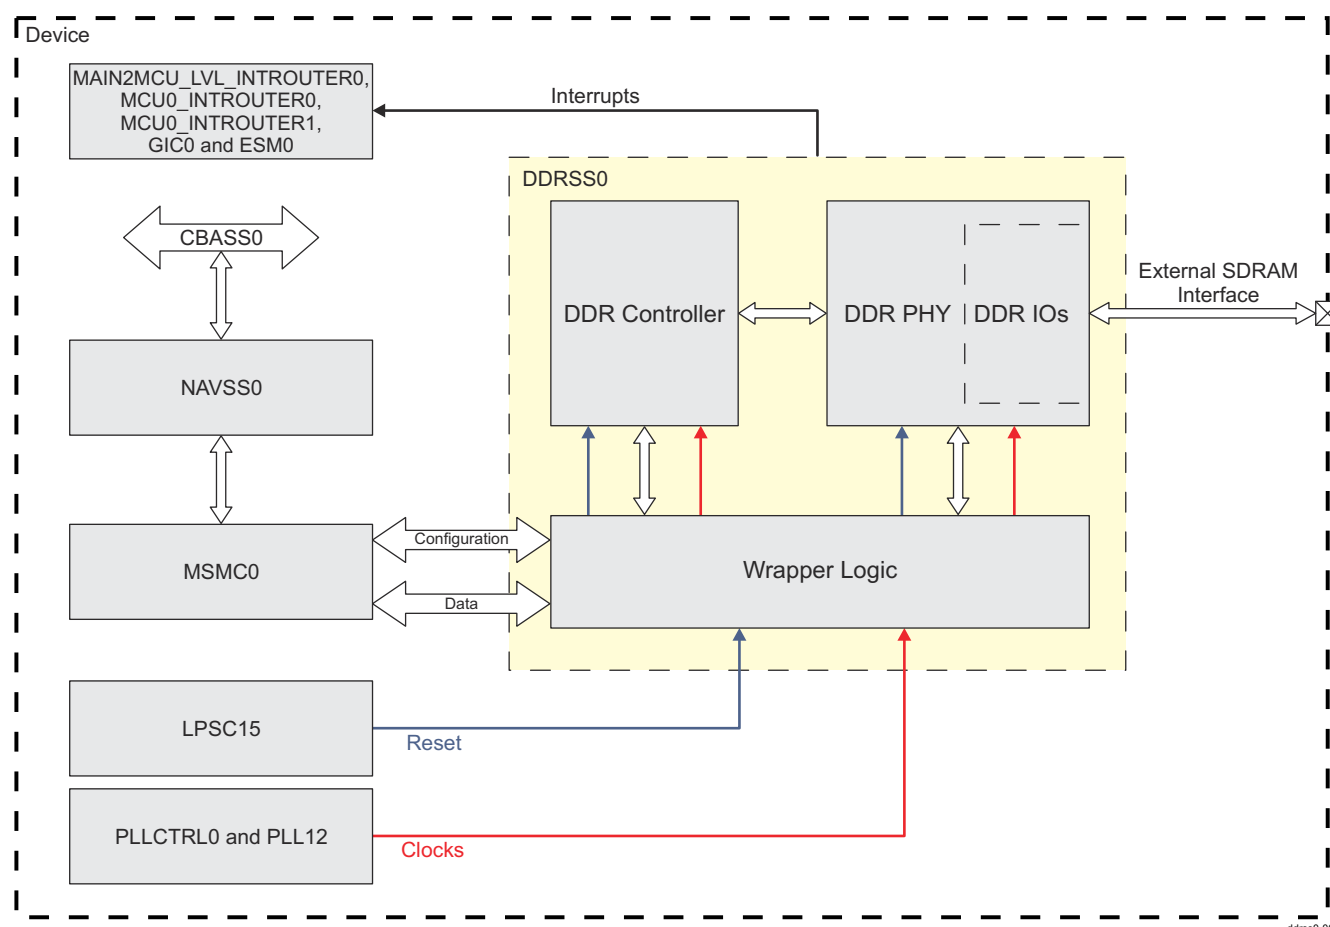 Device
MAIN2MCU_LVL_INTROUTER0,
MCU0_INTROUTER0,
MCU0_INTROUTER1,
GIC0 and ESM0
Interrupts
DDRSS0
CBASS0
DDR Controller
DDR PHY
DDR IOs
External SDRAM
Interface
NAVSS0
MSMC0
Configuration
Data
Wrapper Logic
LPSC15
Reset
PLLCTRL0 and PLL12
Clocks